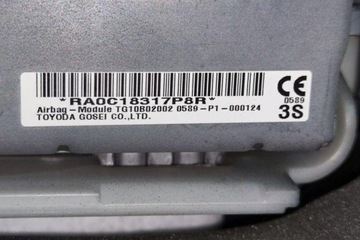 *RA0C18317P8R*
Airbag-Module TG10B02002 0589-P1-000124
TOYODA GOSEI CO.,LTD.
CE
0589
3S